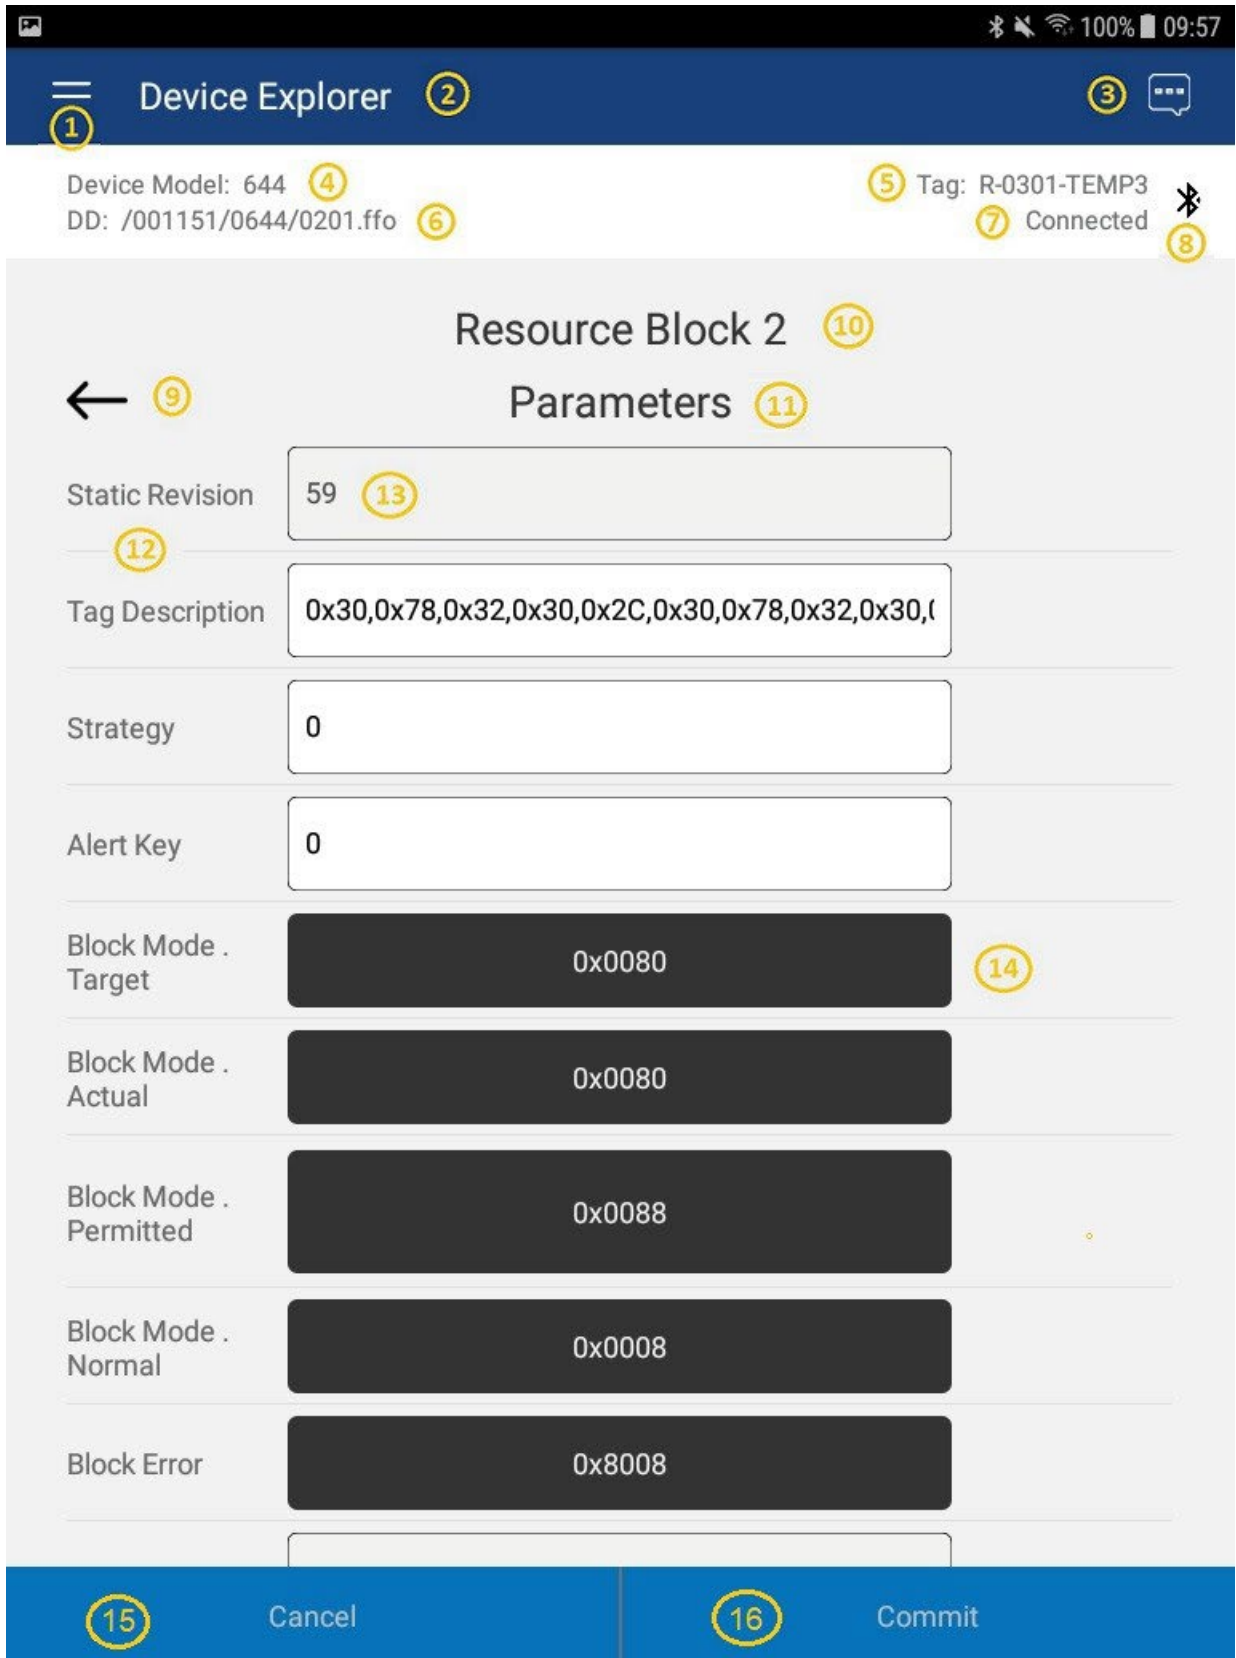 100% 09:57
1 Device Explorer 2 3
Device Model: 644 4 5 Tag: R-0301-TEMP3
DD: /001151/0644/0201.ffo 6 7 Connected
8
Resource Block 2 10
9 Parameters 11
Static Revision 59 13
12
Tag Description 0x30,0x78,0x32,0x30,0x2C,0x30,0x78,0x32,0x30,
Strategy 0
Alert Key 0
Block Mode .
Target 0x0080 14
Block Mode .
Actual 0x0080
Block Mode .
Permitted 0x0088
Block Mode .
Normal 0x0008
Block Error 0x8008
15 Cancel 16 Commit